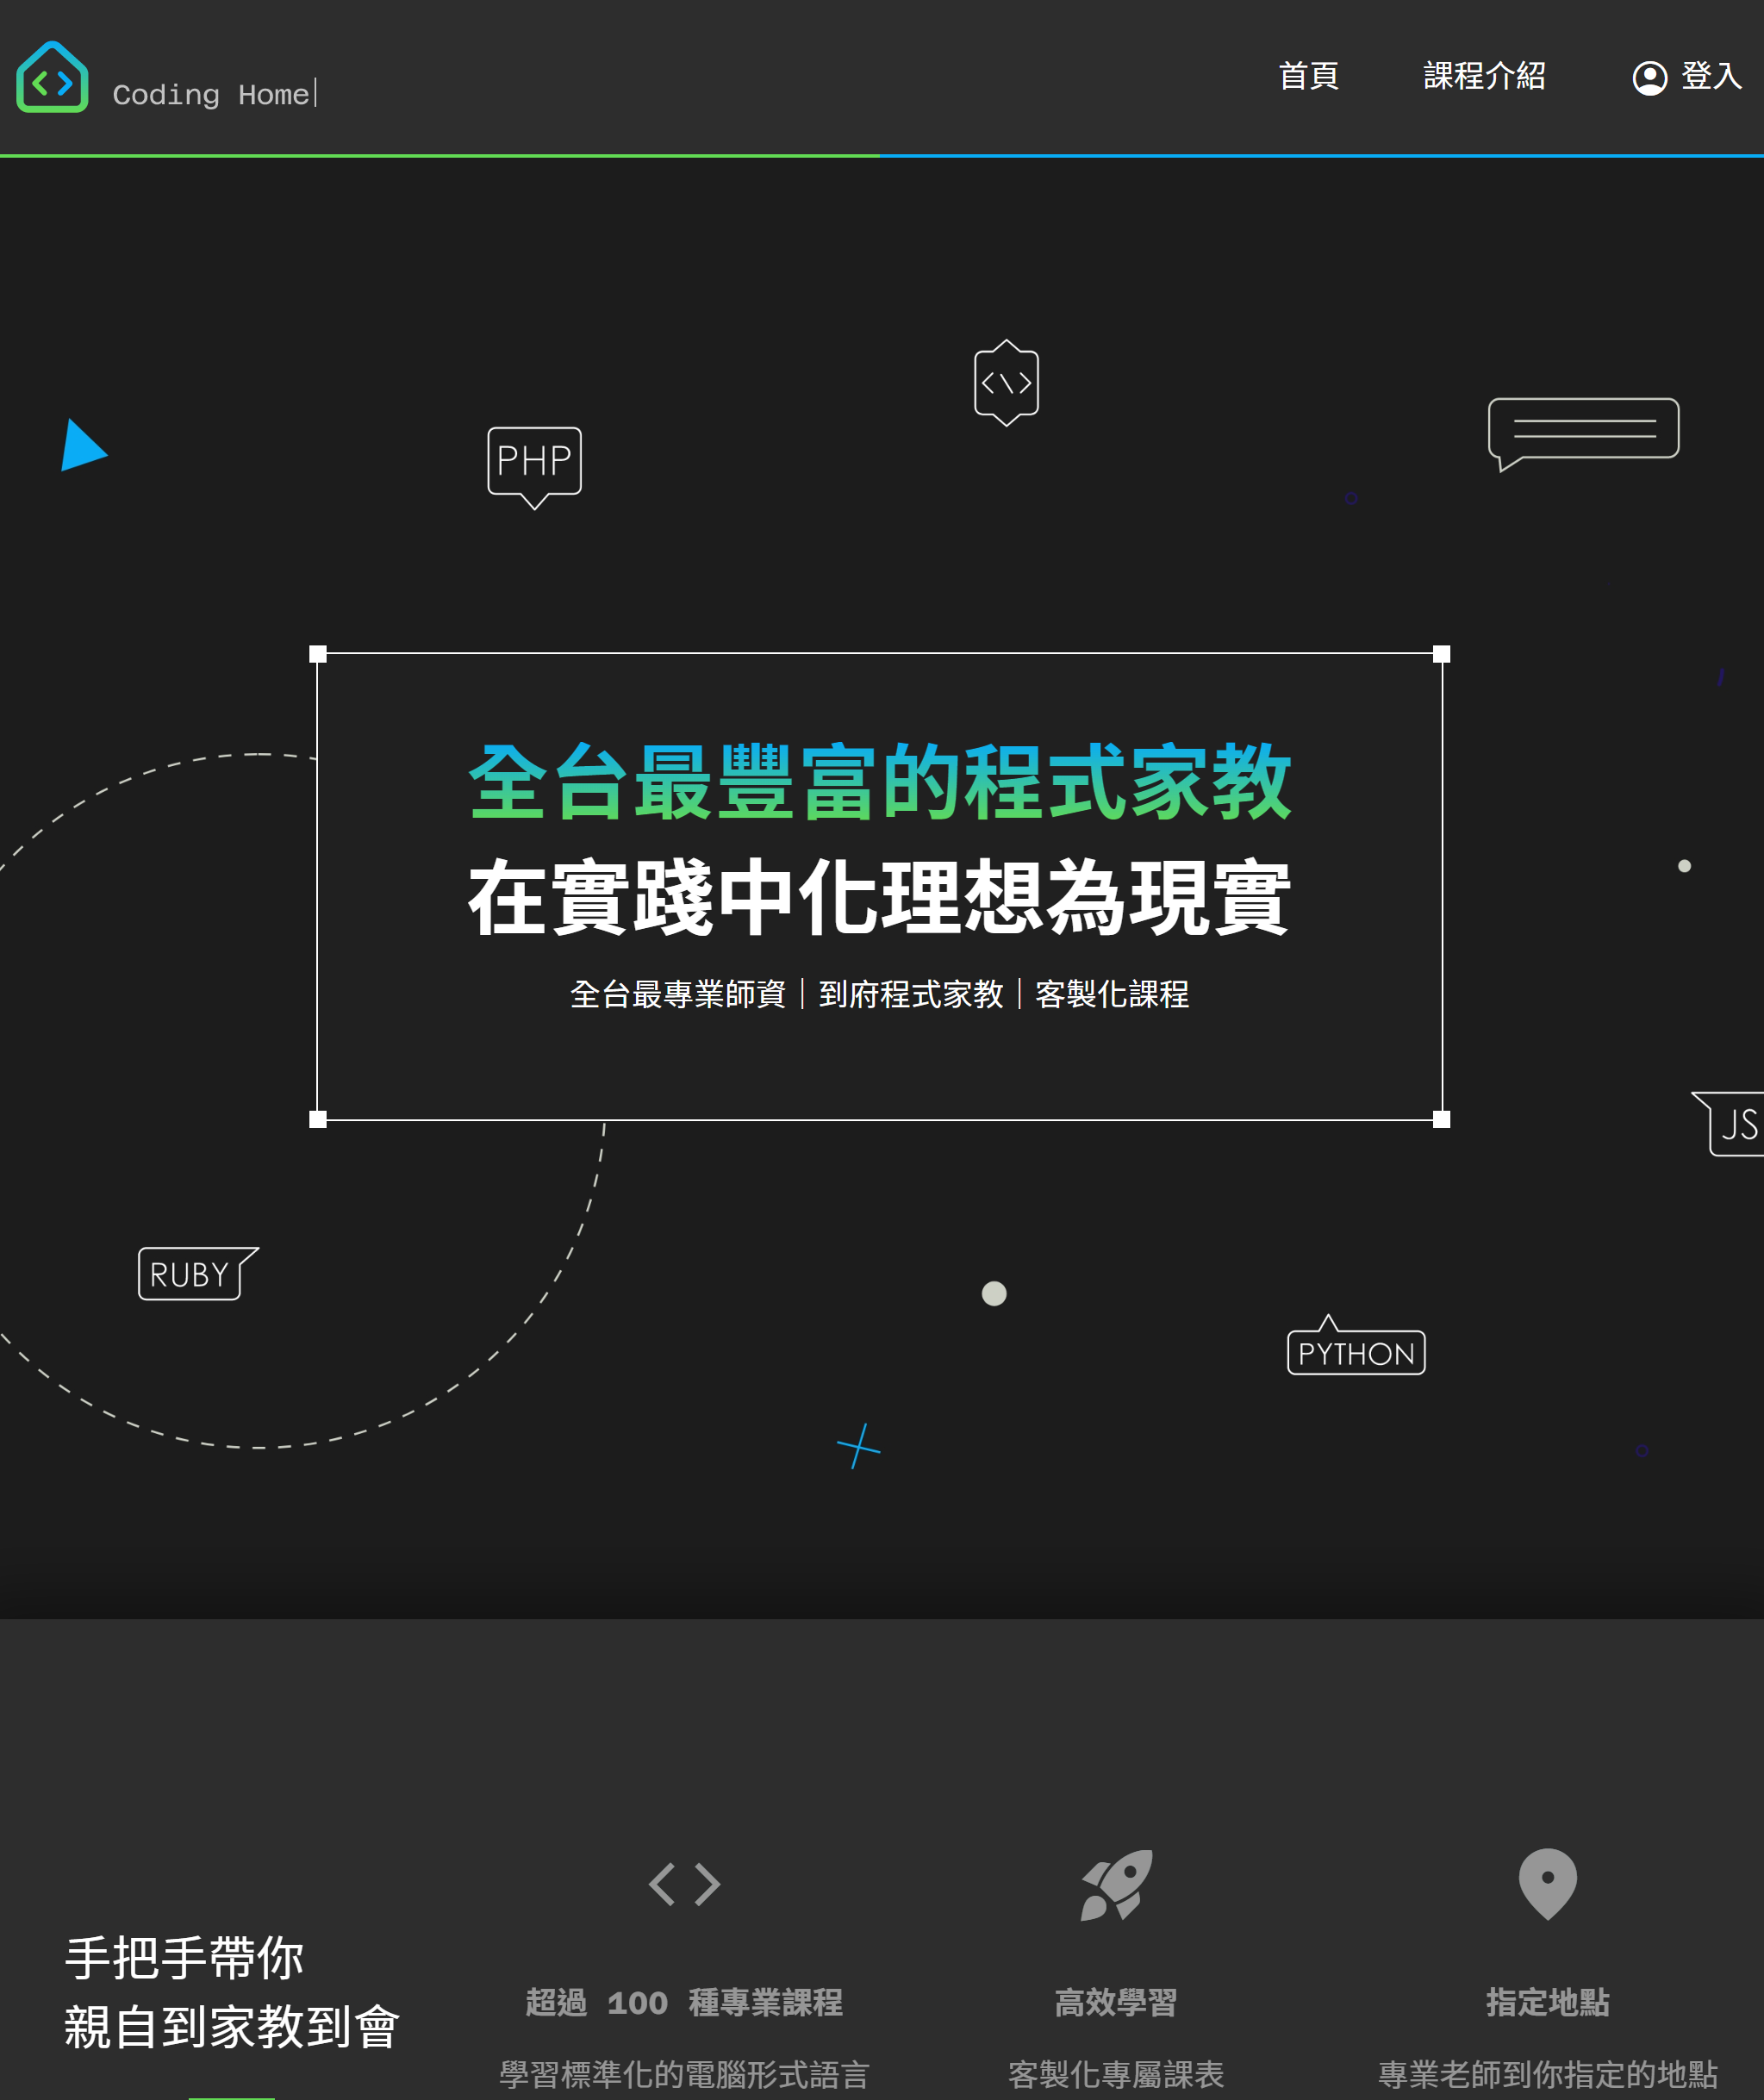 Coding Home
首頁
課程介紹
登入
PHP
全台最豐富的程式家教
在實踐中化理想為現實
全台最專業師資｜到府程式家教｜客製化課程
JS
RUBY
PYTHON
手把手帶你
親自到家教到會
超過 100 種專業課程
學習標準化的電腦形式語言
高效學習
客製化專屬課表
指定地點
專業老師到你指定的地點